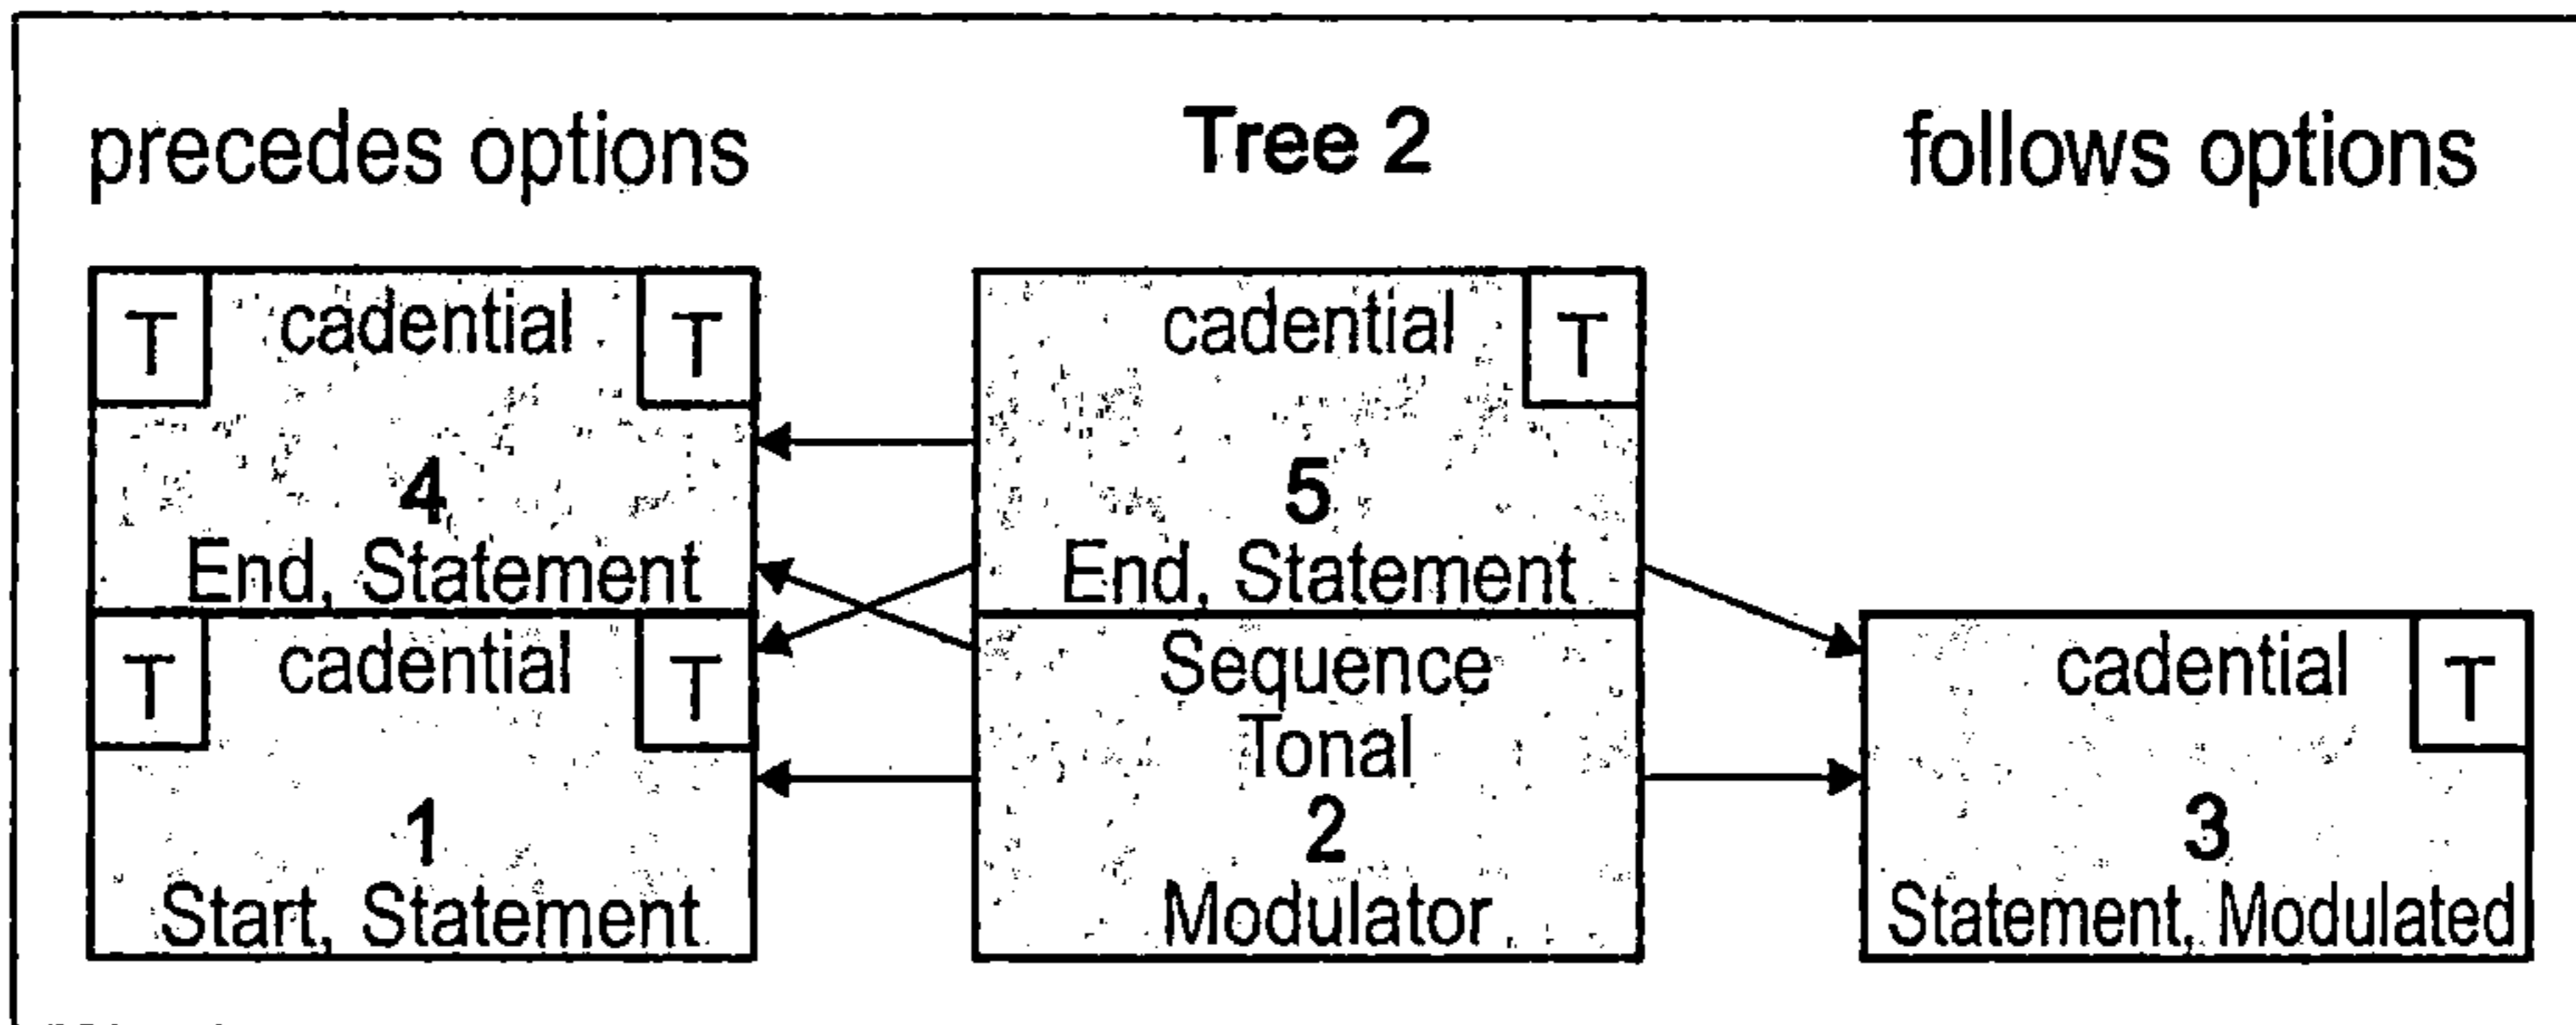 precedes options
Tree 2
follows options
T cadential T
4
End, Statement
T cadential T
1
Start, Statement
cadential T
5
End, Statement
Sequence
Tonal
2
Modulator
cadential T
3
Statement, Modulated